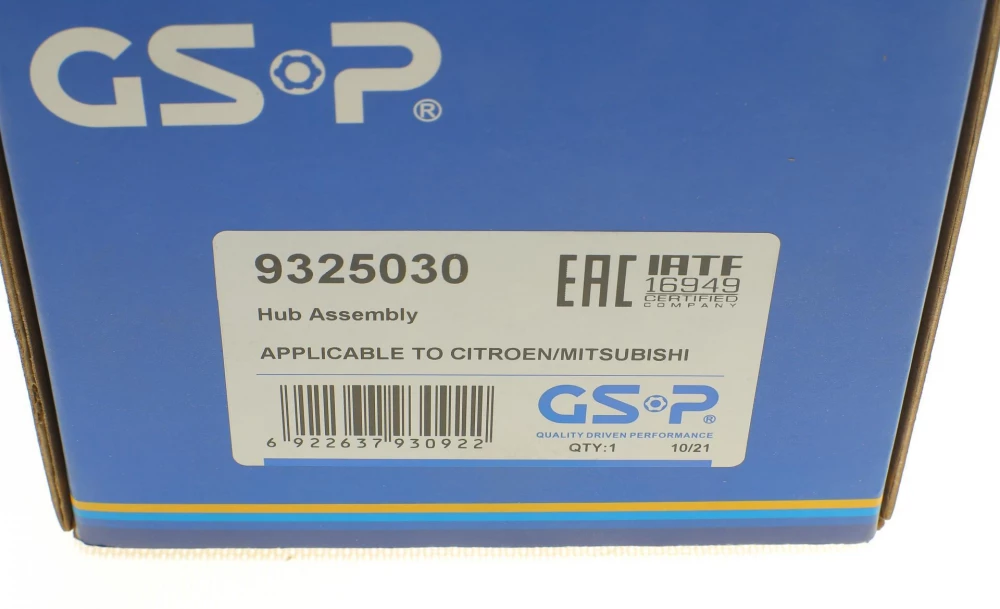 GSP®
9325030
EAC
IATF
16949
CERTIFIED
COMPANY
Hub Assembly
APPLICABLE TO CITROEN/MITSUBISHI
6 922637 930922
GSP®
QUALITY DRIVEN PERFORMANCE
QTY:1 10/21